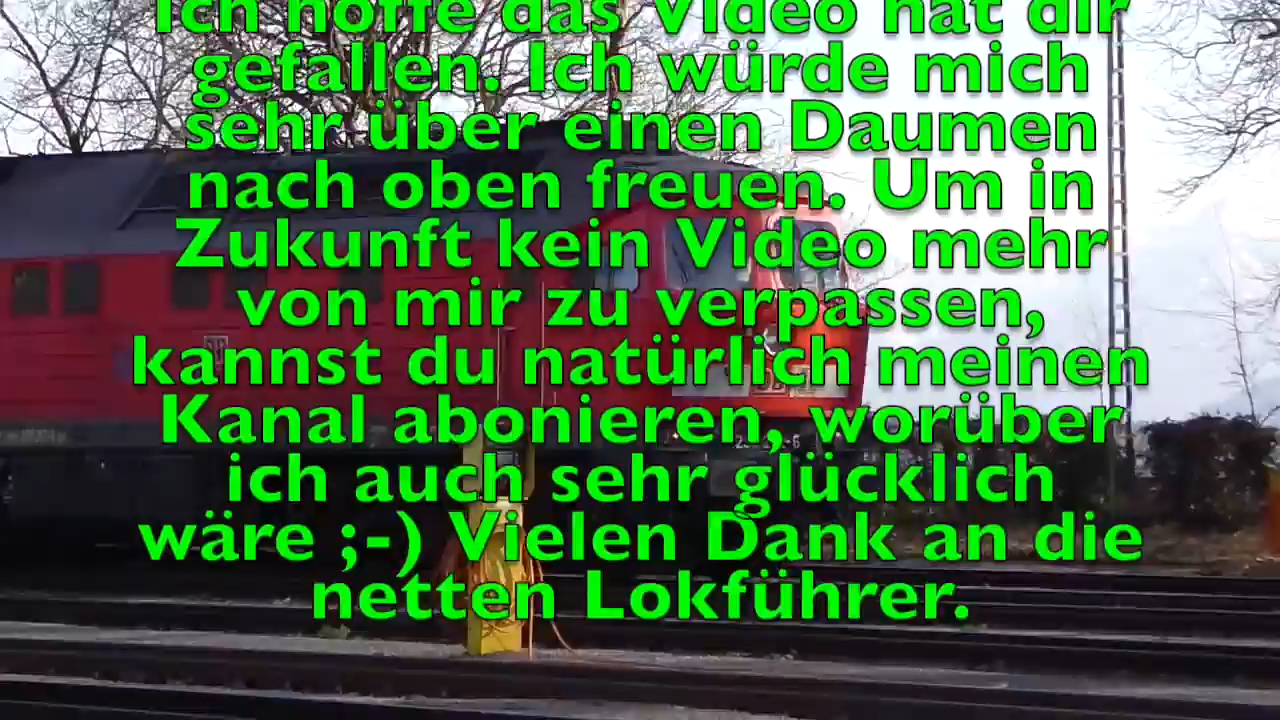 Ich hoffe das Video hat dir
gefallen. Ich würde mich
sehr über einen Daumen
nach oben freuen. Um in
Zukunft kein Video mehr
von mir zu verpassen,
kannst du natürlich meinen
Kanal abonieren, worüber
ich auch sehr glücklich
wäre ;-) Vielen Dank an die
netten Lokführer.